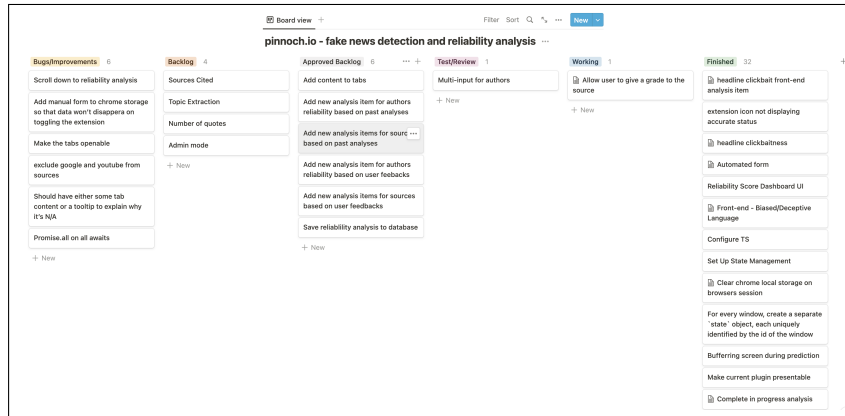 Board view
Filter Sort New
pinnoch.io - fake news detection and reliability analysis
Bugs/Improvements 6
Scroll down to reliability analysis
Add manual form to chrome storage
so that data won't disappera on
toggling the extension
Make the tabs openable
exclude google and youtube from
sources
Should have either some tab
content or a tooltip to explain why
it's N/A
Promise.all on all awaits
+ New
Backlog 4
Sources Cited
Topic Extraction
Number of quotes
Admin mode
+ New
Approved Backlog 6
Add content to tabs
Add new analysis item for authors
reliability based on past analyses
Add new analysis items for sourc
based on past analyses
Add new analysis item for authors
reliability based on user feebacks
Add new analysis items for sources
based on user feedbacks
Save reliablility analysis to database
+ New
Test/Review 1
Multi-input for authors
+ New
Working 1
Allow user to give a grade to the
source
+ New
Finished 32
headline clickbait front-end
analysis item
extension icon not displaying
accurate status
headline clickbaitness
Automated form
Reliability Score Dashboard UI
Front-end - Biased/Deceptive
Language
Configure TS
Set Up State Management
Clear chrome local storage on
browsers session
For every window, create a separate
`state` object, each uniquely
identified by the id of the window
Bufferring screen during prediction
Make current plugin presentable
Complete in progress analysis